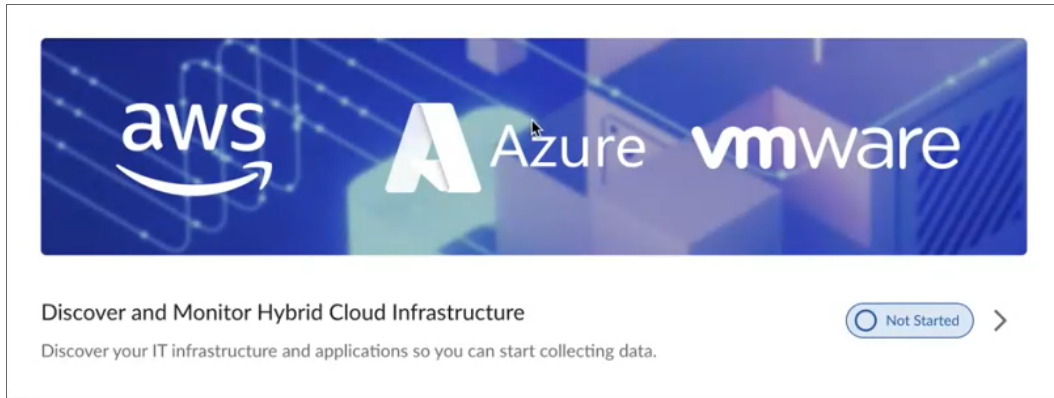 aws
Azure
vmware
Discover and Monitor Hybrid Cloud Infrastructure
Not Started
Discover your IT infrastructure and applications so you can start collecting data.